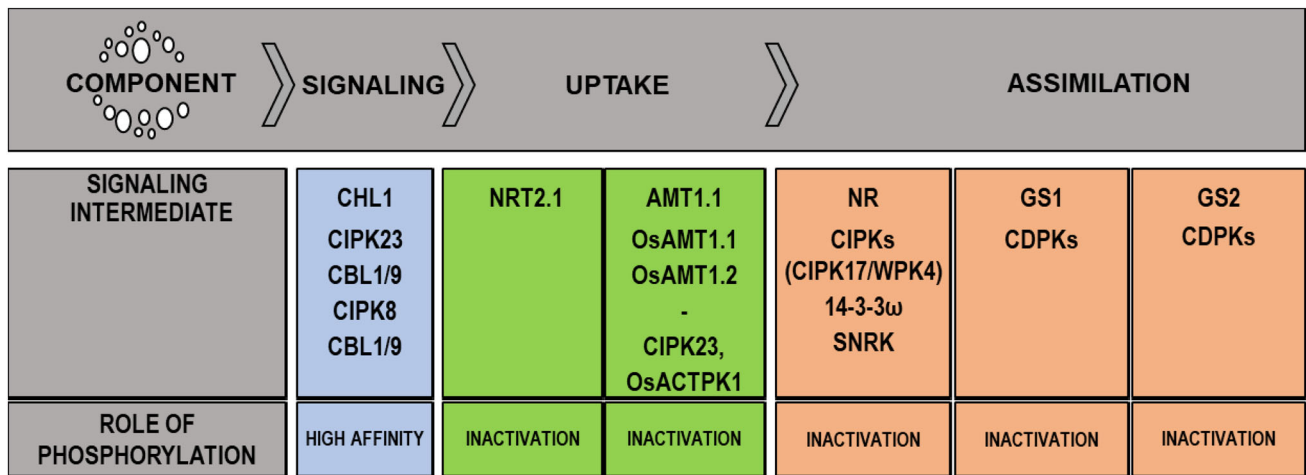 COMPONENT
SIGNALING
UPTAKE
ASSIMILATION
SIGNALING
INTERMEDIATE
CHL1
CIPK23
CBL1/9
CIPK8
CBL1/9
NRT2.1
AMT1.1
OsAMT1.1
OsAMT1.2
-
CIPK23,
OsACTPK1
NR
CIPKs
(CIPK17/WPK4)
14-3-3ω
SNRK
GS1
CDPKs
GS2
CDPKs
ROLE OF
PHOSPHORYLATION
HIGH AFFINITY
INACTIVATION
INACTIVATION
INACTIVATION
INACTIVATION
INACTIVATION